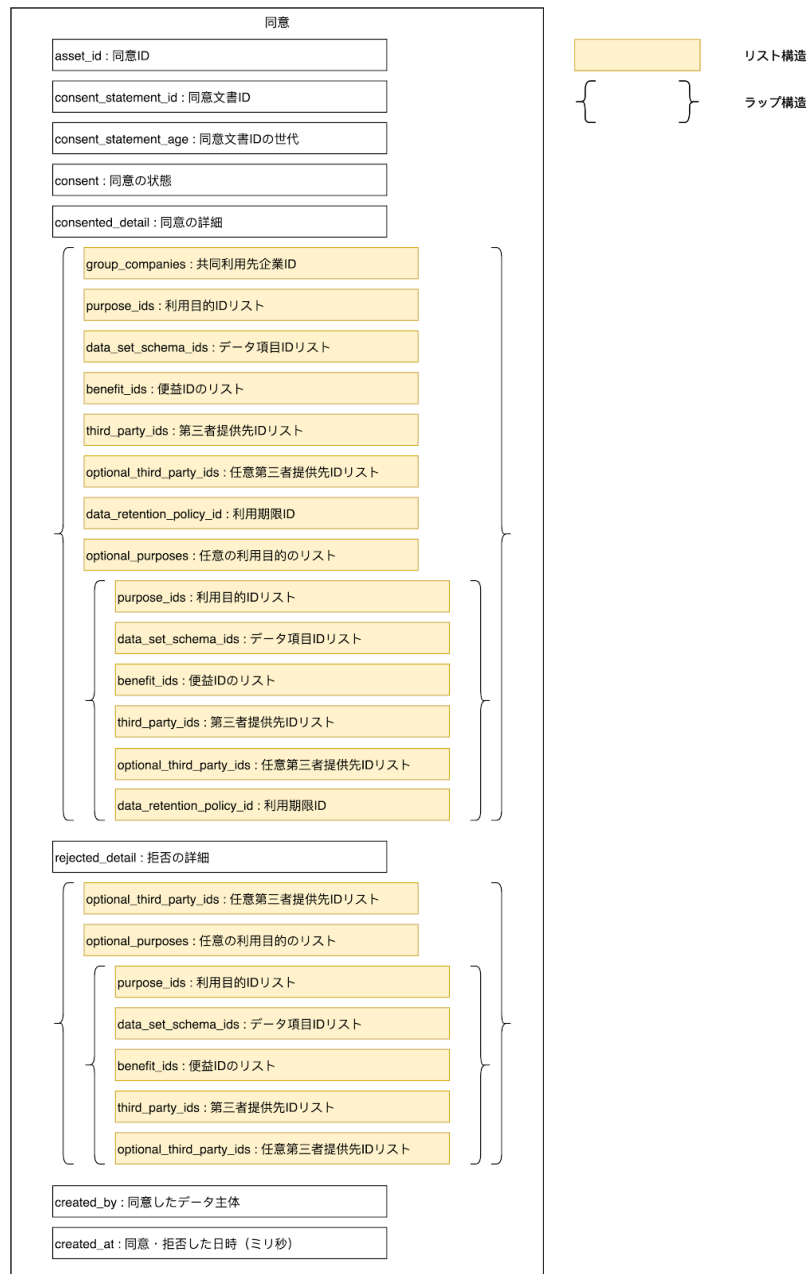 同意
asset_id : 同意ID
consent_statement_id : 同意文書ID
consent_statement_age : 同意文書IDの世代
consent : 同意の状態
consented_detail : 同意の詳細
group_companies : 共同利用先企業ID
purpose_ids : 利用目的IDリスト
data_set_schema_ids : データ項目IDリスト
benefit_ids : 便益IDのリスト
third_party_ids : 第三者提供先IDリスト
optional_third_party_ids : 任意第三者提供先IDリスト
data_retention_policy_id : 利用期限ID
optional_purposes : 任意の利用目的のリスト
purpose_ids : 利用目的IDリスト
data_set_schema_ids : データ項目IDリスト
benefit_ids : 便益IDのリスト
third_party_ids : 第三者提供先IDリスト
optional_third_party_ids : 任意第三者提供先IDリスト
data_retention_policy_id : 利用期限ID
rejected_detail : 拒否の詳細
optional_third_party_ids : 任意第三者提供先IDリスト
optional_purposes : 任意の利用目的のリスト
purpose_ids : 利用目的IDリスト
data_set_schema_ids : データ項目IDリスト
benefit_ids : 便益IDのリスト
third_party_ids : 第三者提供先IDリスト
optional_third_party_ids : 任意第三者提供先IDリスト
created_by : 同意したデータ主体
created_at : 同意・拒否した日時（ミリ秒）
リスト構造
ラップ構造